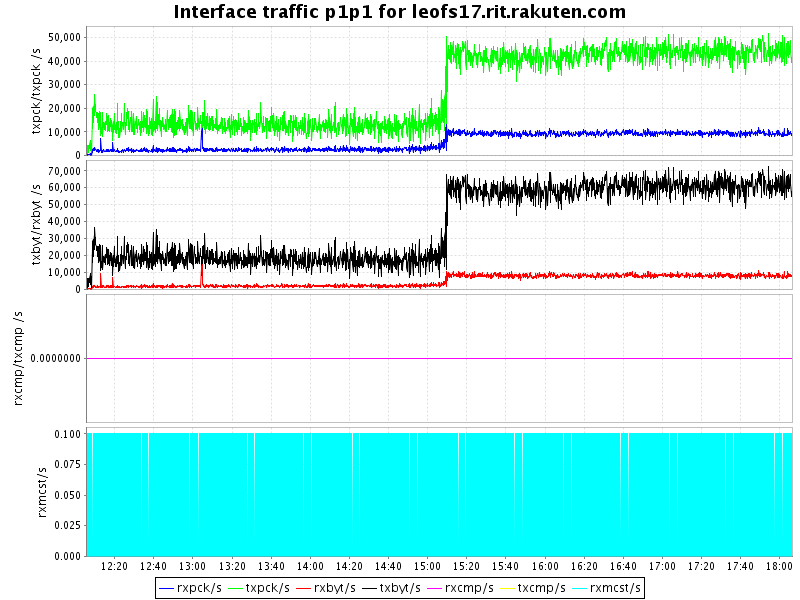 Interface traffic p1p1 for leofs17.rit.rakuten.com
txpck/txpck /s
50,000
40,000
30,000
20,000
10,000
0
txbyt/rxbyt /s
70,000
60,000
50,000
40,000
30,000
20,000
10,000
0
rxcmp/txcmp /s
0.0000000
rxmcst/s
0.100
0.075
0.050
0.025
0.000
12:20 12:40 13:00 13:20 13:40 14:00 14:20 14:40 15:00 15:20 15:40 16:00 16:20 16:40 17:00 17:20 17:40 18:00
rxpck/s txpck/s rxbyt/s txbyt/s rxcmp/s txcmp/s rxmcst/s